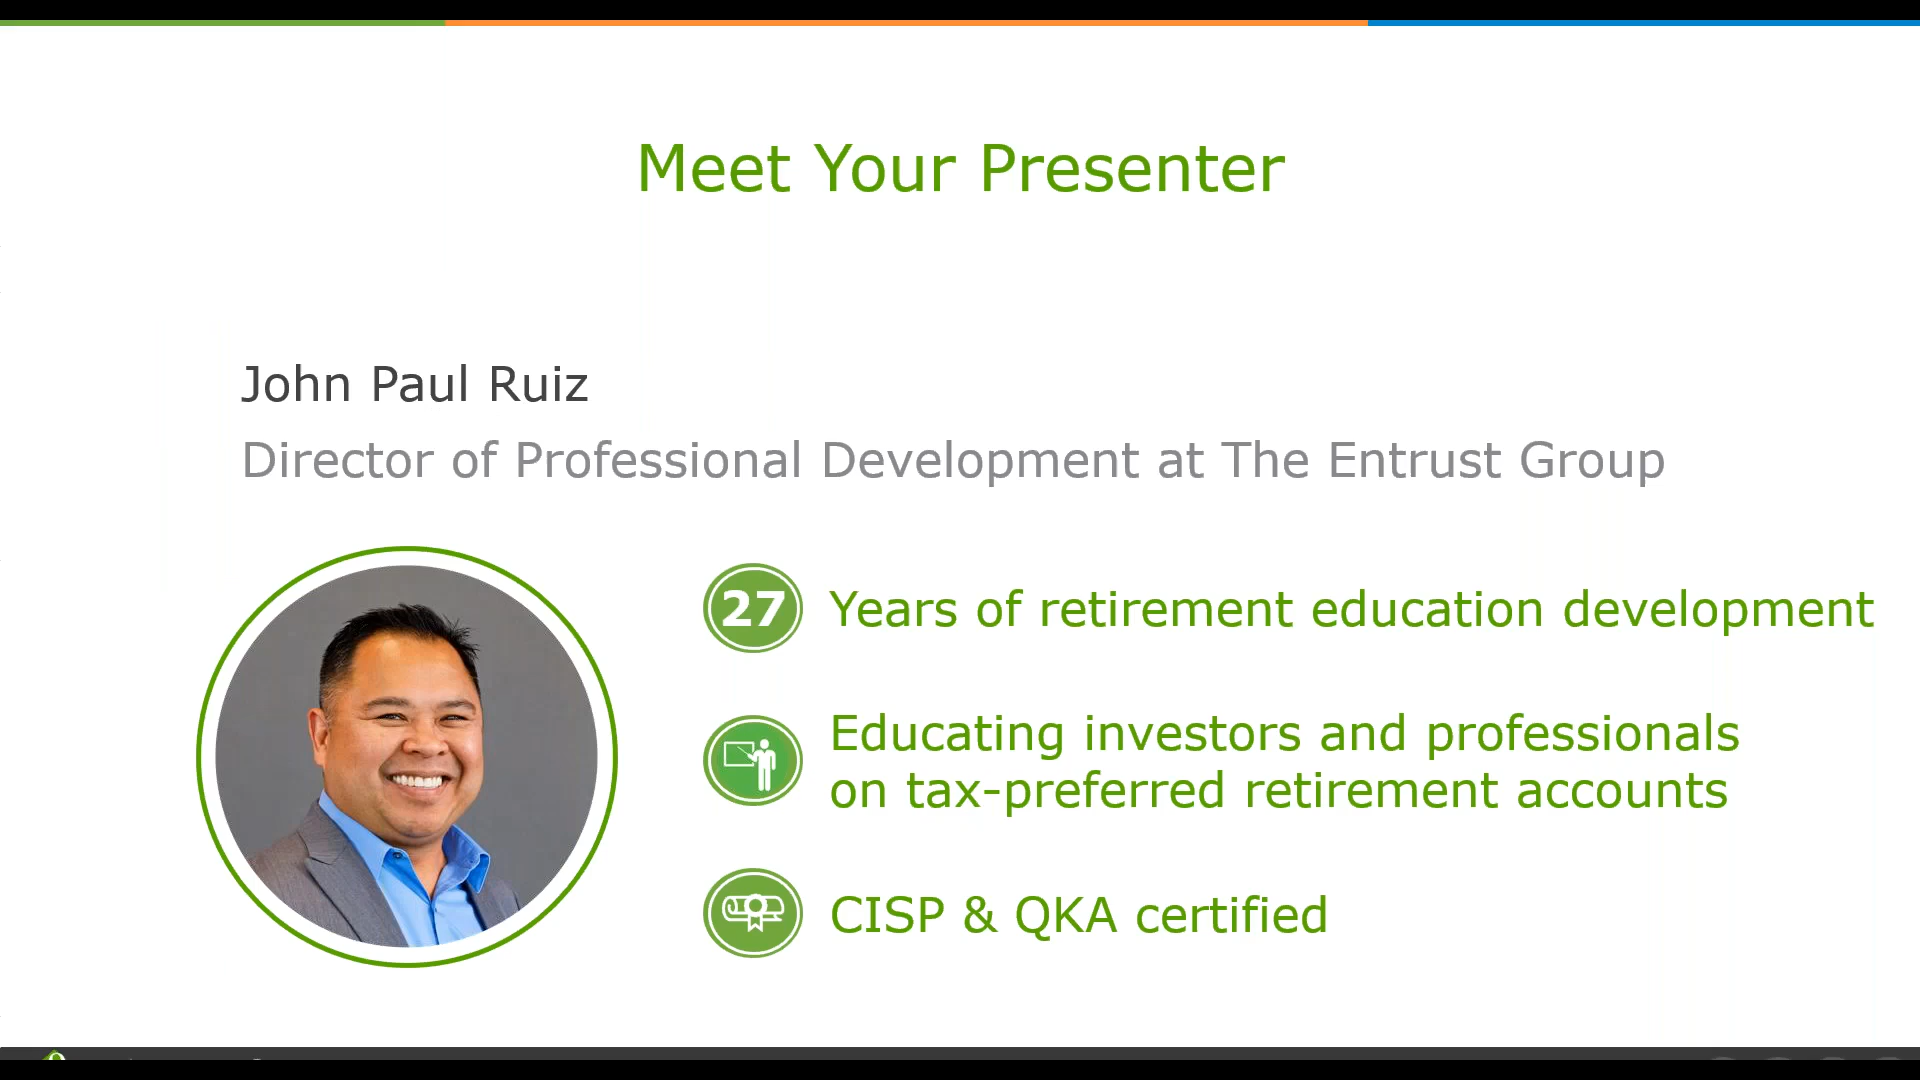 Meet Your Presenter
John Paul Ruiz
Director of Professional Development at The Entrust Group
27 Years of retirement education development
Educating investors and professionals
on tax-preferred retirement accounts
CISP & QKA certified